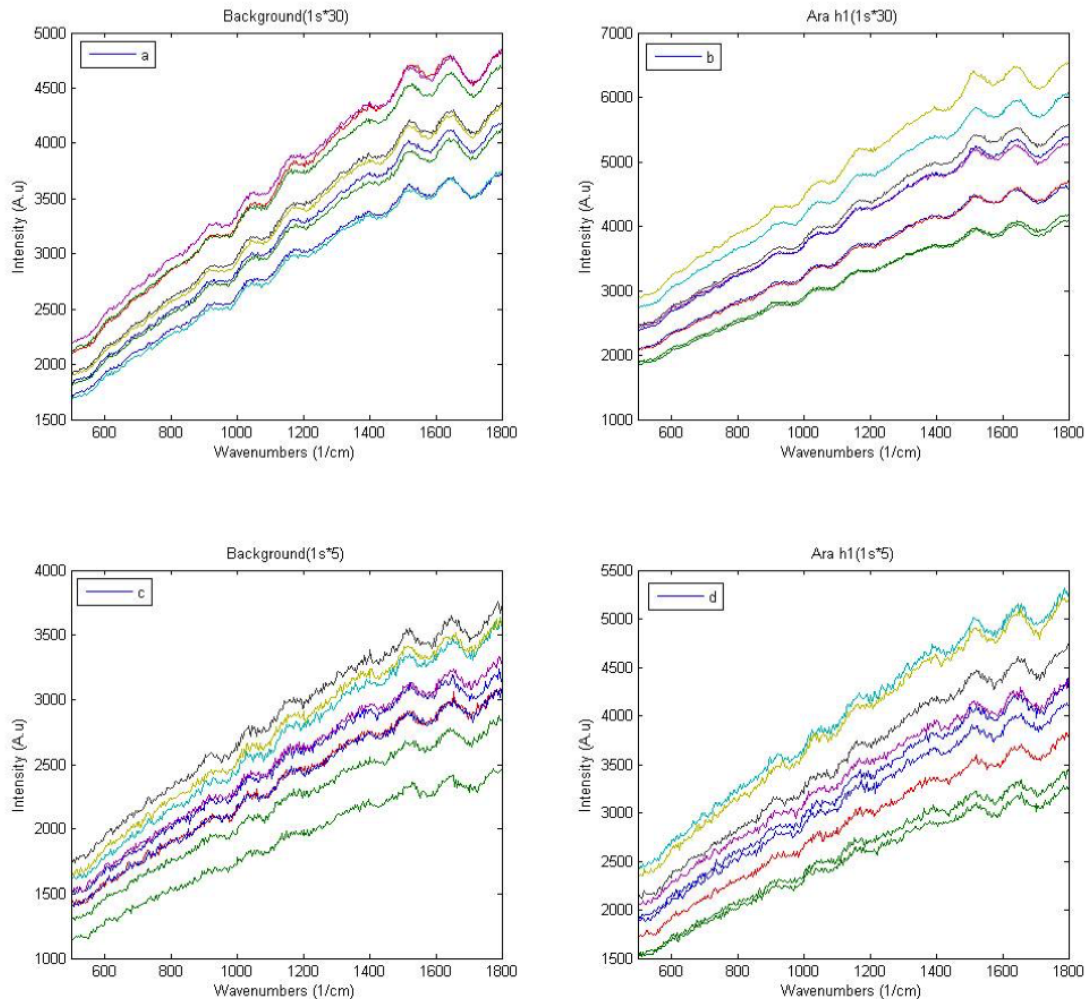 Background(1s*30)
5000
4500
4000
3500
3000
2500
2000
1500
Intensity (A.u)
a
600 800 1000 1200 1400 1600 1800
Wavenumbers (1/cm)
Ara h1(1s*30)
7000
6000
5000
4000
3000
2000
1000
Intensity (A.u)
b
600 800 1000 1200 1400 1600 1800
Wavenumbers (1/cm)
Background(1s*5)
4000
3500
3000
2500
2000
1500
1000
Intensity (A.u)
c
600 800 1000 1200 1400 1600 1800
Wavenumbers (1/cm)
Ara h1(1s*5)
5500
5000
4500
4000
3500
3000
2500
2000
1500
Intensity (A.u)
d
600 800 1000 1200 1400 1600 1800
Wavenumbers (1/cm)